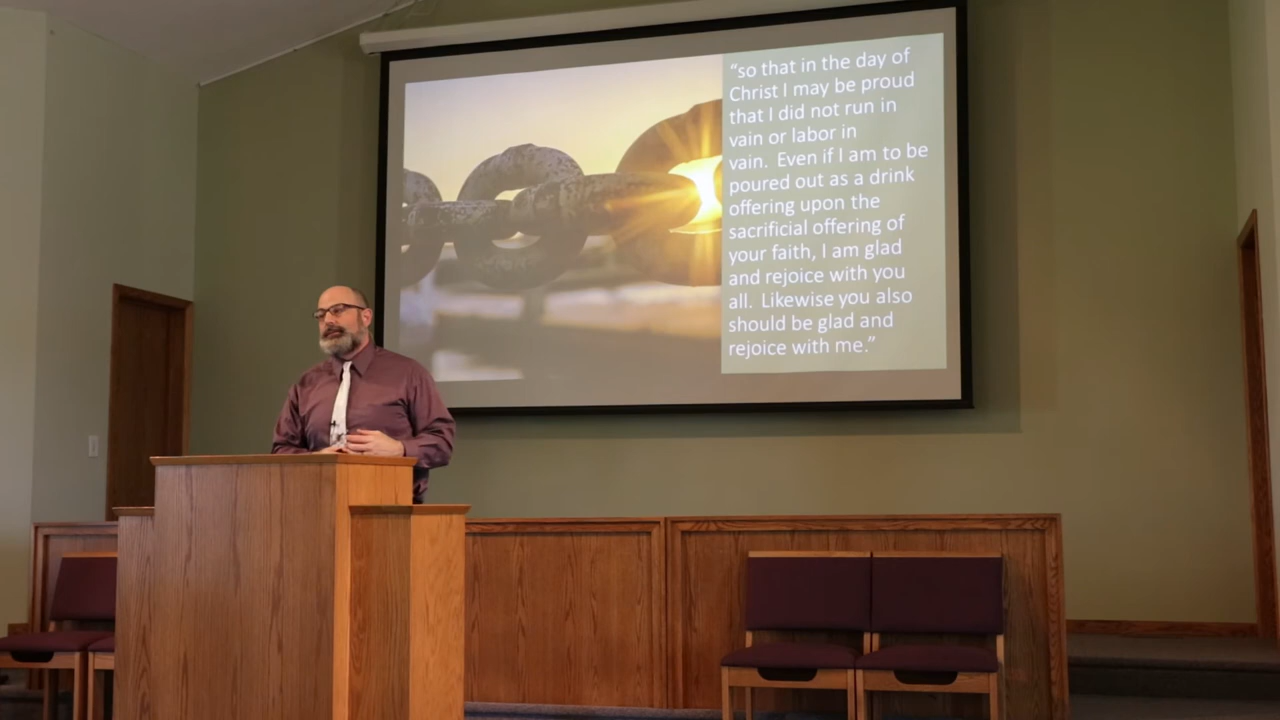 “so that in the day of
Christ I may be proud
that I did not run in
vain or labor in
vain.  Even if I am to be
poured out as a drink
offering upon the
sacrificial offering of
your faith, I am glad
and rejoice with you
all.  Likewise you also
should be glad and
rejoice with me.”